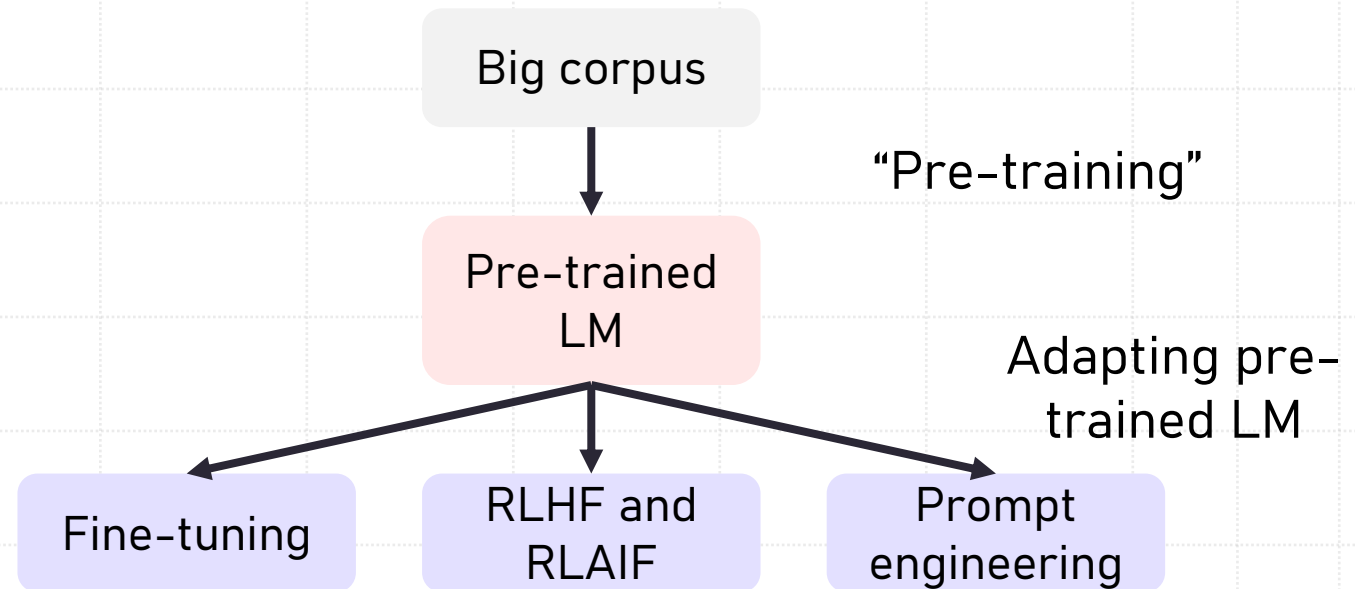 Big corpus
“Pre-training”
Pre-trained
LM
Adapting pre-
trained LM
Fine-tuning
RLHF and
RLAIF
Prompt
engineering